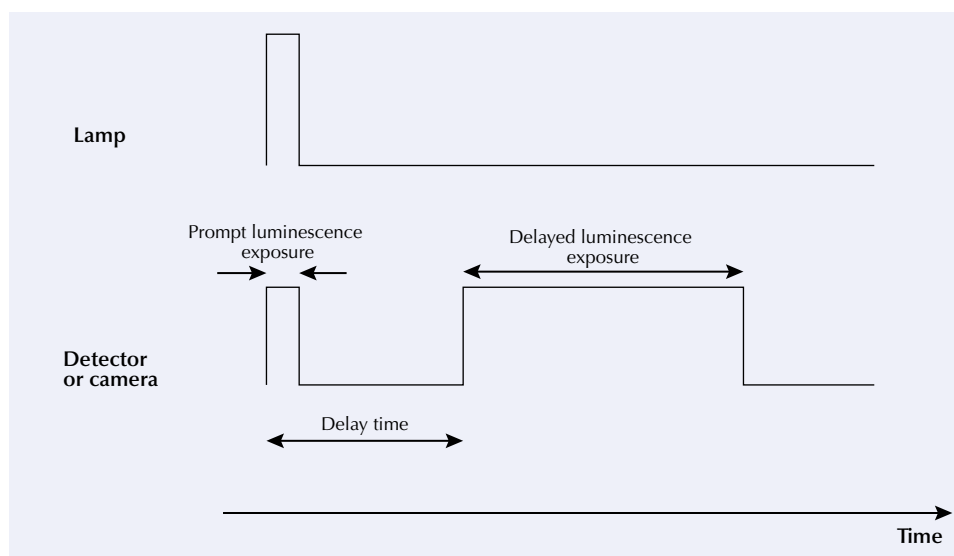 Lamp
Prompt luminescence
exposure
Delayed luminescence
exposure
Detector
or camera
Delay time
Time